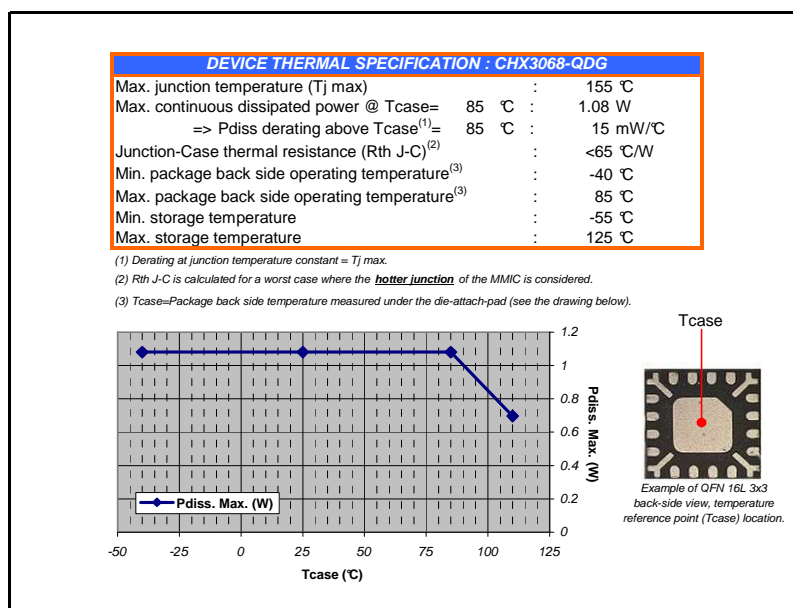 DEVICE THERMAL SPECIFICATION : CHX3068-QDG
Max. junction temperature (Tj max) : 155 °C
Max. continuous dissipated power @ Tcase= 85 °C : 1.08 W
=> Pdiss derating above Tcase(1)= 85 °C : 15 mW/°C
Junction-Case thermal resistance (Rth J-C)(2) : <65 °C/W
Min. package back side operating temperature(3) : -40 °C
Max. package back side operating temperature(3) : 85 °C
Min. storage temperature : -55 °C
Max. storage temperature : 125 °C
(1) Derating at junction temperature constant = Tj max.
(2) Rth J-C is calculated for a worst case where the hotter junction of the MMIC is considered.
(3) Tcase=Package back side temperature measured under the die-attach-pad (see the drawing below).
1.2
1
0.8
0.6
0.4
0.2
0
Pdiss. Max. (W)
Pdiss. Max. (W)
-50 -25 0 25 50 75 100 125
Tcase (°C)
Tcase
Example of QFN 16L 3x3
back-side view, temperature
reference point (Tcase) location.